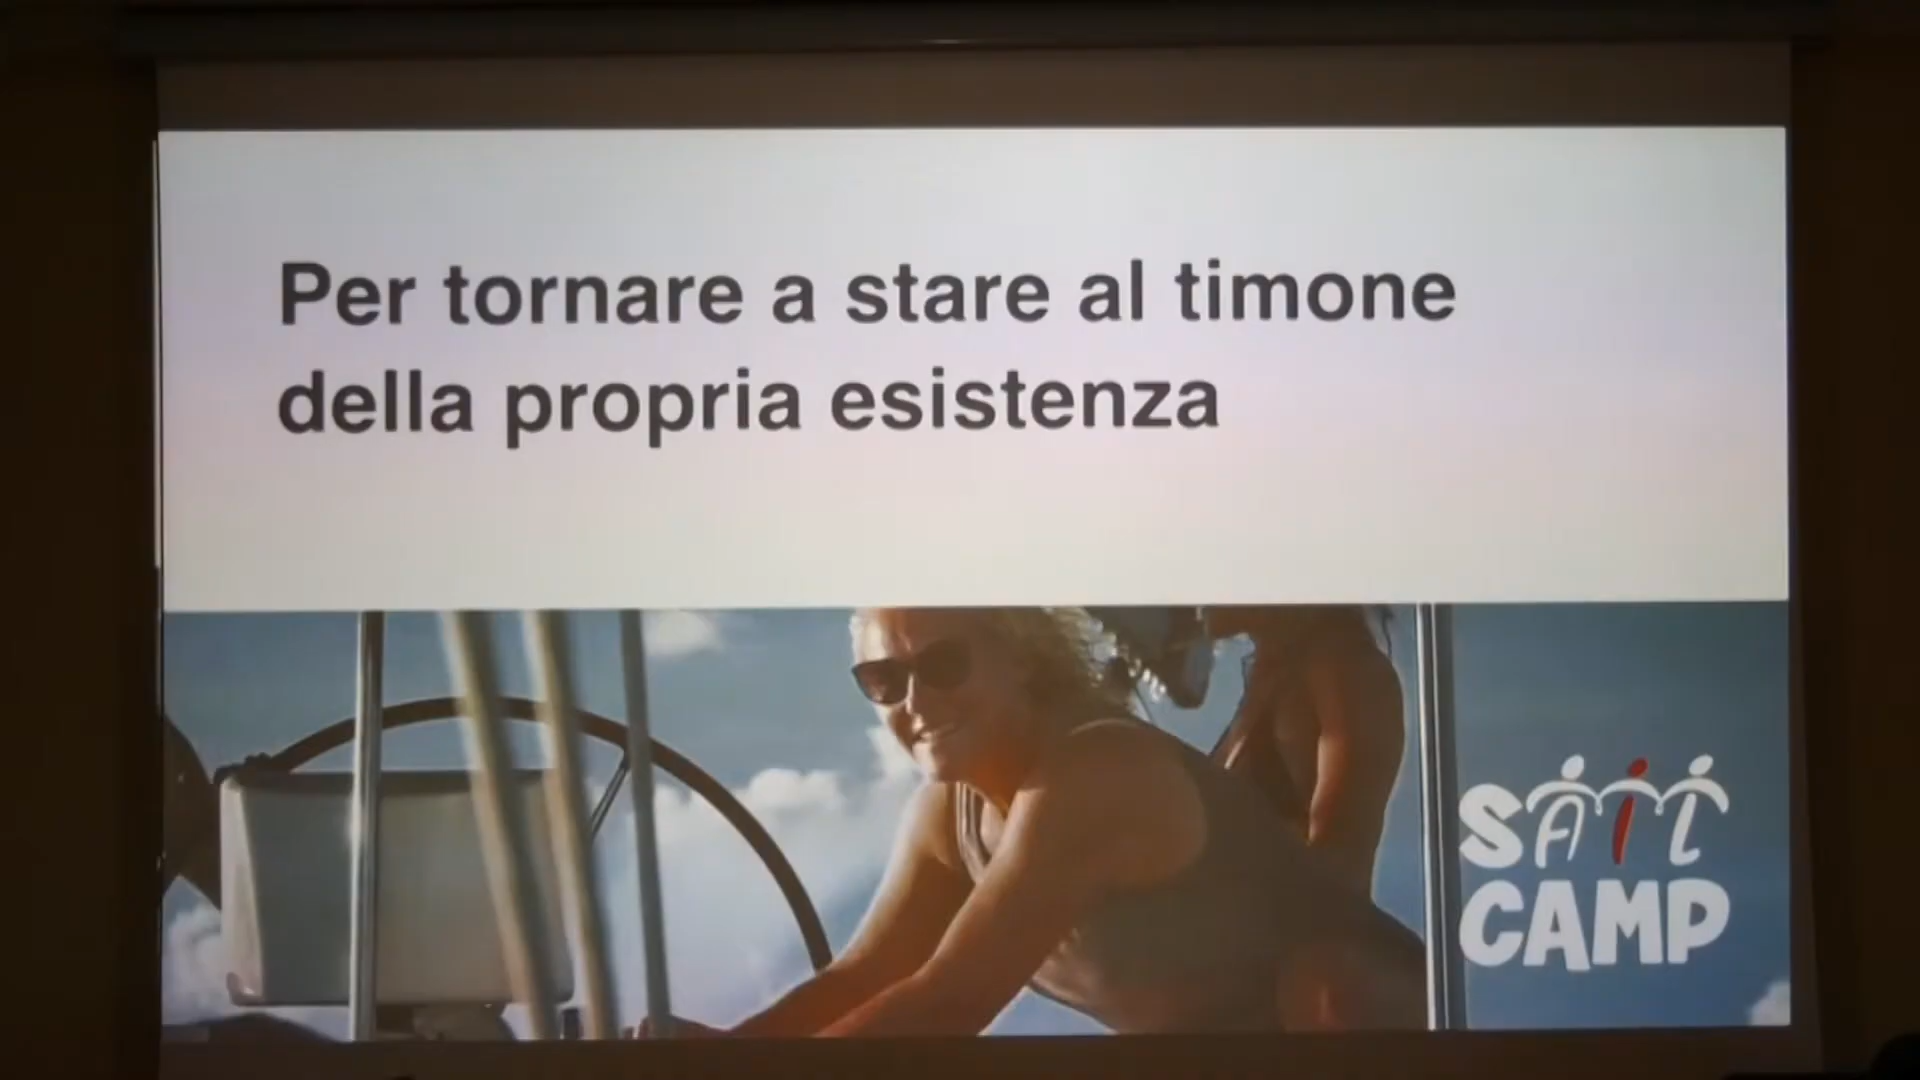 Per tornare a stare al timone
della propria esistenza
SAIL
CAMP